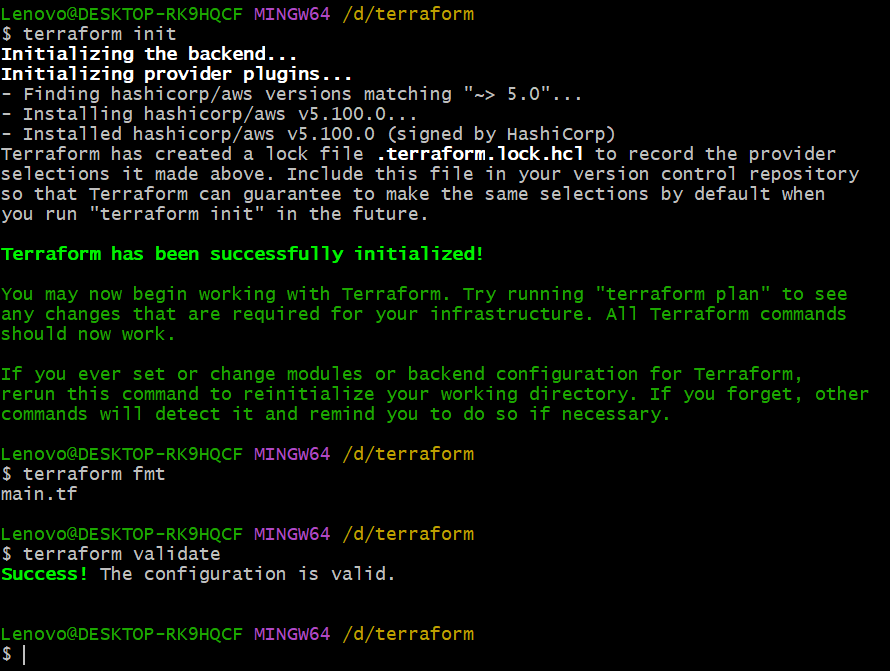 Lenovo@DESKTOP-RK9HQCF MINGW64 /d/terraform
$ terraform init
Initializing the backend...
Initializing provider plugins...
- Finding hashicorp/aws versions matching "~> 5.0"...
- Installing hashicorp/aws v5.100.0...
- Installed hashicorp/aws v5.100.0 (signed by HashiCorp)
Terraform has created a lock file .terraform.lock.hcl to record the provider
selections it made above. Include this file in your version control repository
so that Terraform can guarantee to make the same selections by default when
you run "terraform init" in the future.
Terraform has been successfully initialized!
You may now begin working with Terraform. Try running "terraform plan" to see
any changes that are required for your infrastructure. All Terraform commands
should now work.
If you ever set or change modules or backend configuration for Terraform,
rerun this command to reinitialize your working directory. If you forget, other
commands will detect it and remind you to do so if necessary.
Lenovo@DESKTOP-RK9HQCF MINGW64 /d/terraform
$ terraform fmt
main.tf
Lenovo@DESKTOP-RK9HQCF MINGW64 /d/terraform
$ terraform validate
Success! The configuration is valid.
Lenovo@DESKTOP-RK9HQCF MINGW64 /d/terraform
$